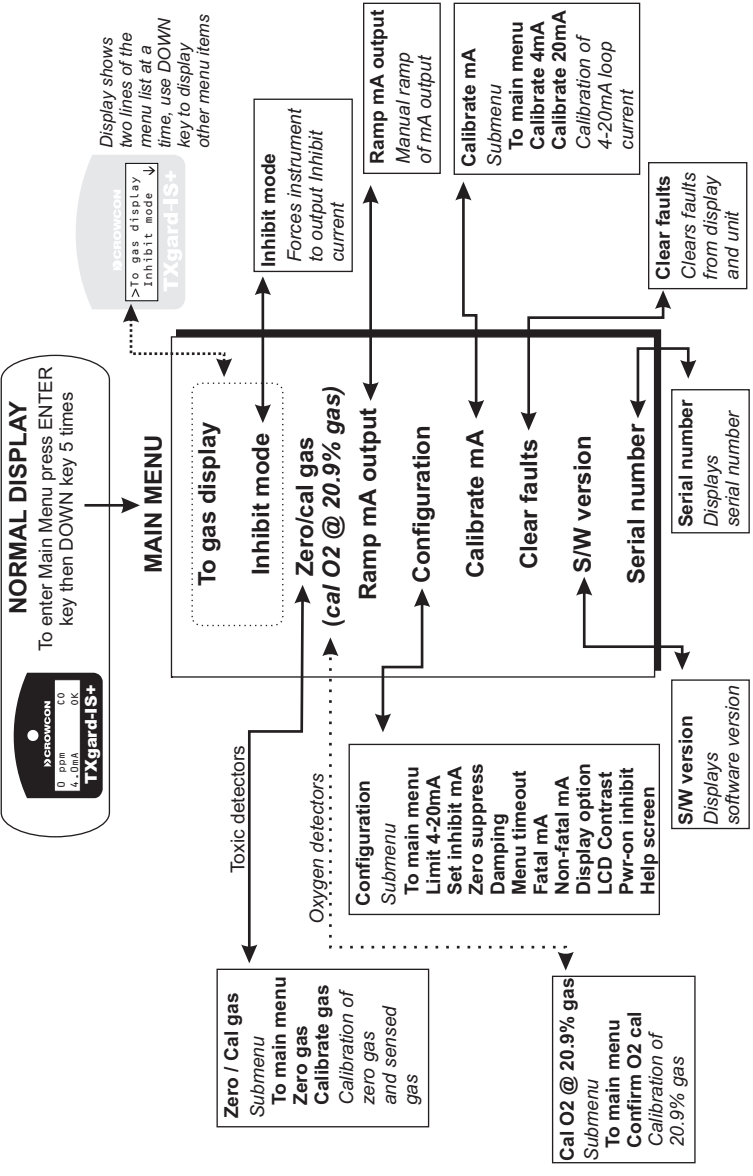 NORMAL DISPLAY
To enter Main Menu press ENTER
key then DOWN key 5 times
CROWCON
0 ppm CO
4.0mA OK
TXgard-IS+
Display shows
two lines of the
menu list at a
time, use DOWN
key to display
other menu items
CROWCON
>To gas display
Inhibit mode
TXgard-IS+
MAIN MENU
To gas display
Inhibit mode
Zero/cal gas
(cal O2 @ 20.9% gas)
Ramp mA output
Configuration
Calibrate mA
Clear faults
S/W version
Serial number
Toxic detectors
Oxygen detectors
Zero / Cal gas
Submenu
To main menu
Zero gas
Calibrate gas
Calibration of
zero gas
and sensed
gas
Cal O2 @ 20.9% gas
Submenu
To main menu
Confirm O2 cal
Calibration of
20.9% gas
Configuration
Submenu
To main menu
Limit 4-20mA
Set inhibit mA
Zero suppress
Damping
Menu timeout
Fatal mA
Non-fatal mA
Display option
LCD Contrast
Pwr-on inhibit
Help screen
S/W version
Displays
software version
Serial number
Displays
serial number
Inhibit mode
Forces instrument
to output Inhibit
current
Ramp mA output
Manual ramp
of mA output
Calibrate mA
Submenu
To main menu
Calibrate 4mA
Calibrate 20mA
Calibration of
4-20mA loop
current
Clear faults
Clears faults
from display
and unit